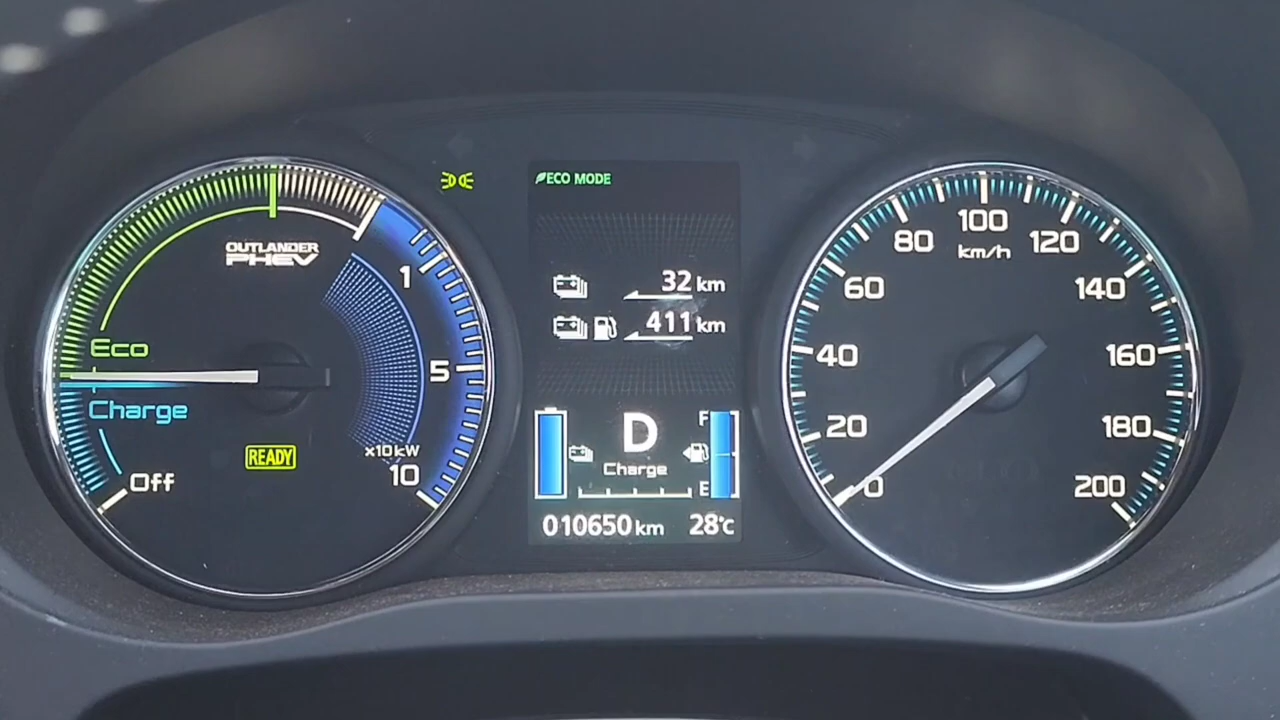 OUTLANDER
PHEV
Eco
Charge
Off
READY
1
5
x10kW
10
ECO MODE
32 km
411 km
D
Charge
F
E
010650 km 28°C
0
20
40
60
80
100
km/h
120
140
160
180
200